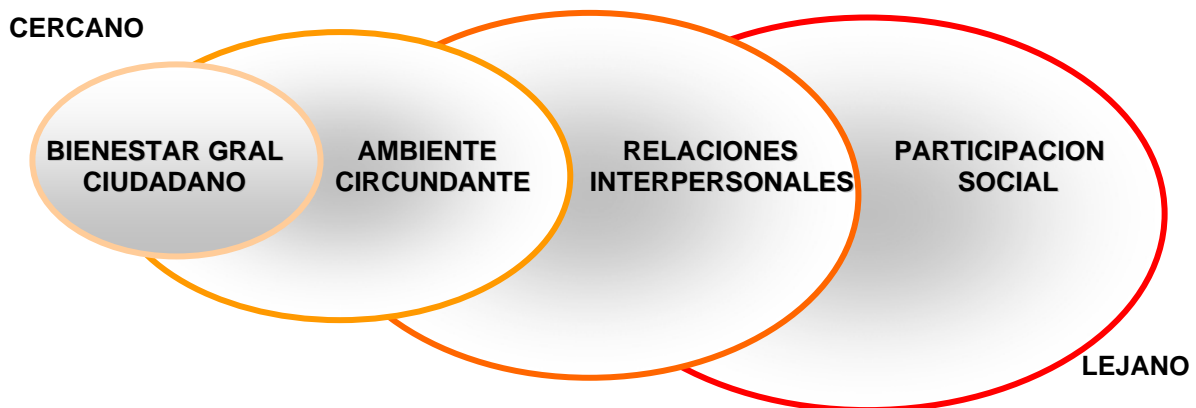 CERCANO
BIENESTAR GRAL
CIUDADANO
AMBIENTE
CIRCUNDANTE
RELACIONES
INTERPERSONALES
PARTICIPACION
SOCIAL
LEJANO